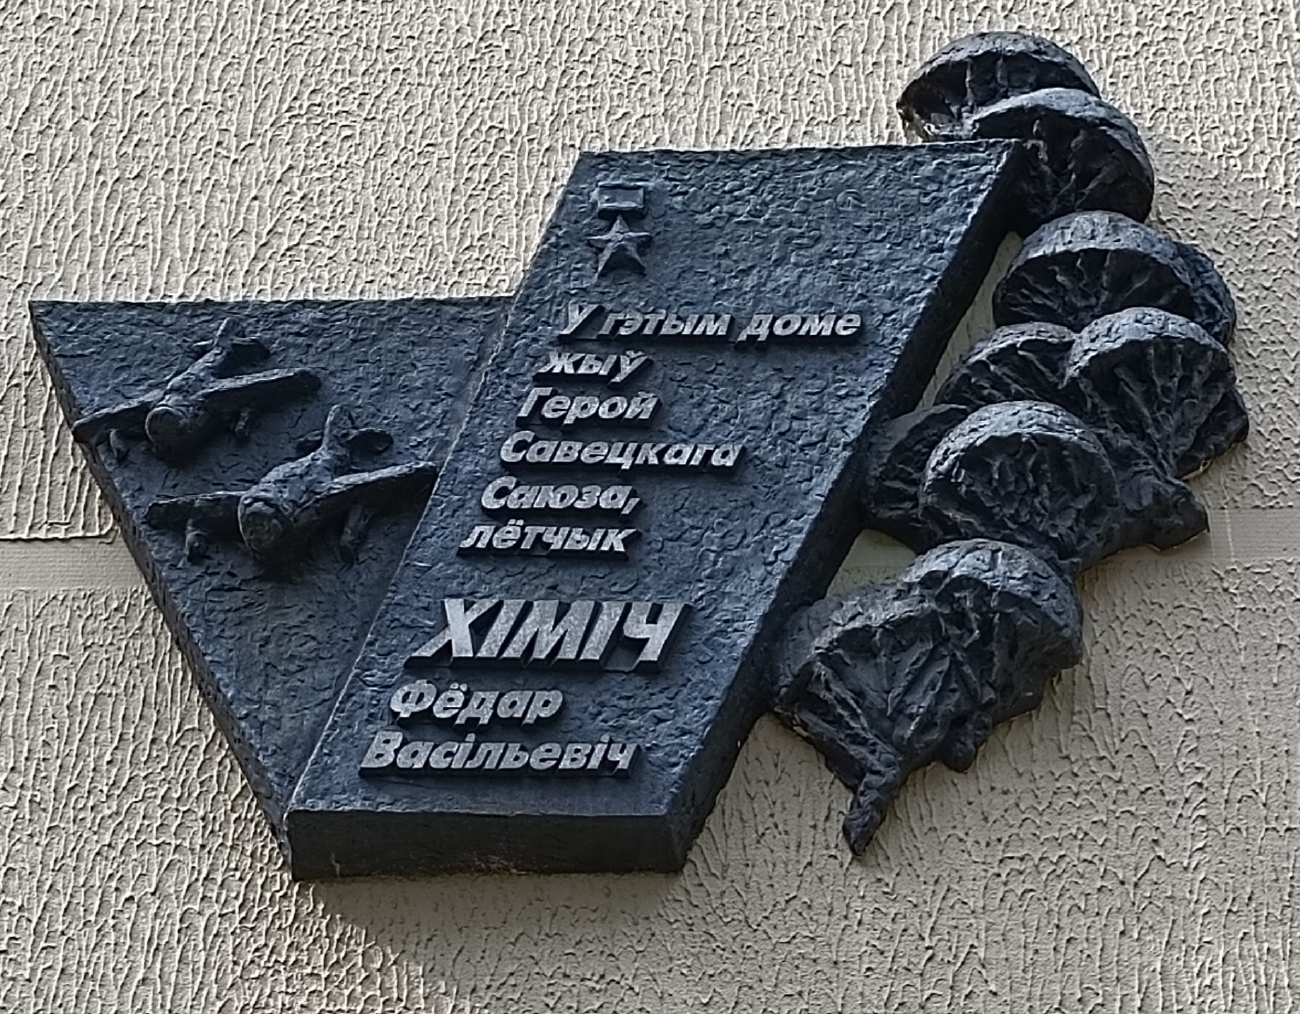 У гэтым доме
жыў
Герой
Савецкага
Саюза,
лётчык
ХІМІЧ
Фёдар
Васільевіч